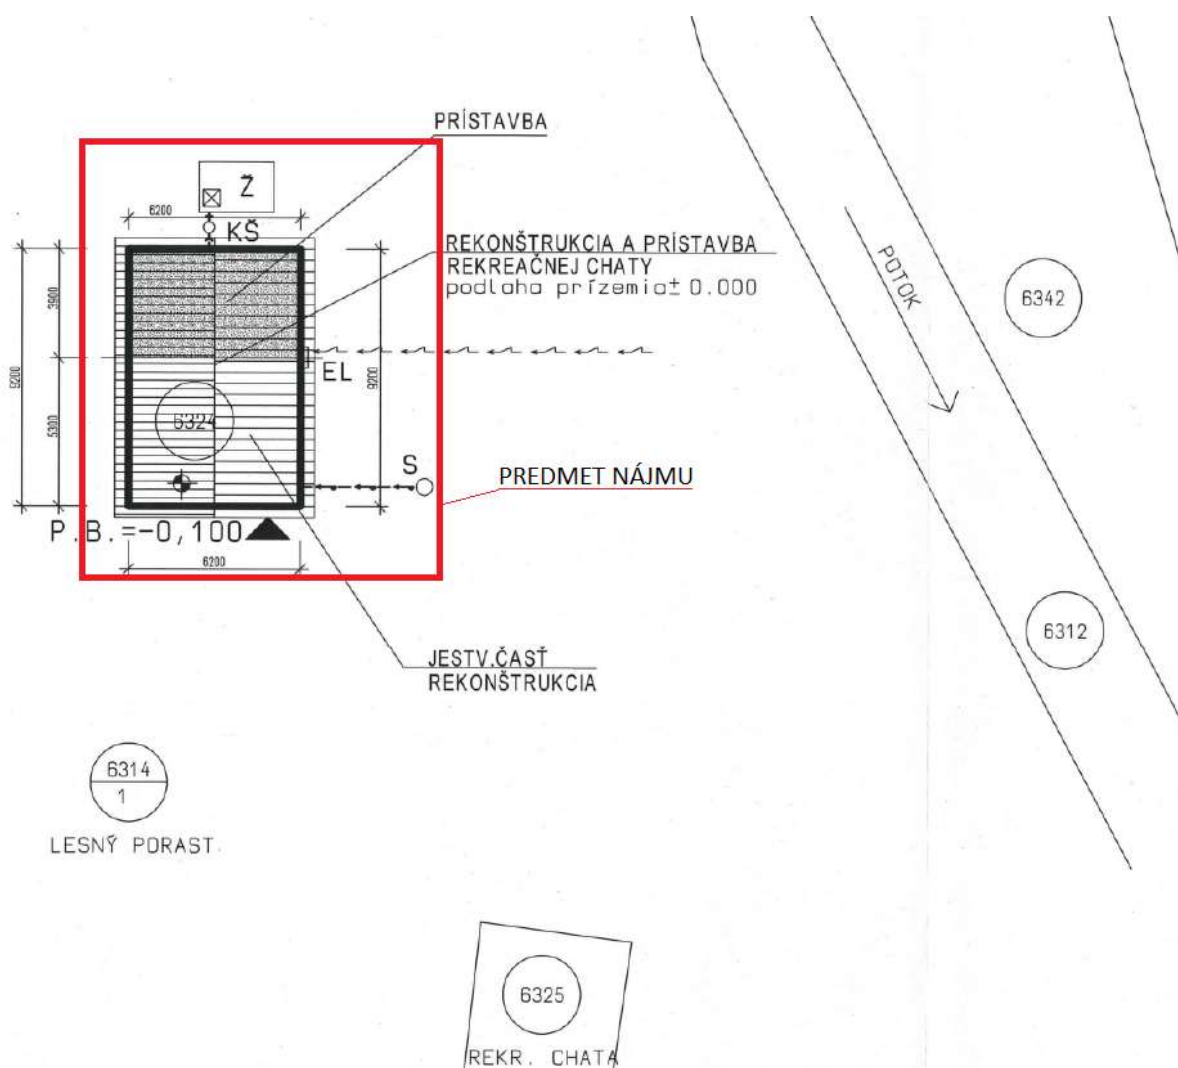 PRÍSTAVBA
Ž
6200
KŠ
REKONŠTRUKCIA A PRÍSTAVBA
REKREAČNEJ CHATY
podlaha prízemia± 0.000
POTOK
6342
3900
9200
9200
EL
5300
6324
S
PREDMET NÁJMU
P.B.=-0,100
6200
6312
JESTV.ČASŤ
REKONŠTRUKCIA
6314
1
LESNÝ PORAST.
6325
REKR. CHATA